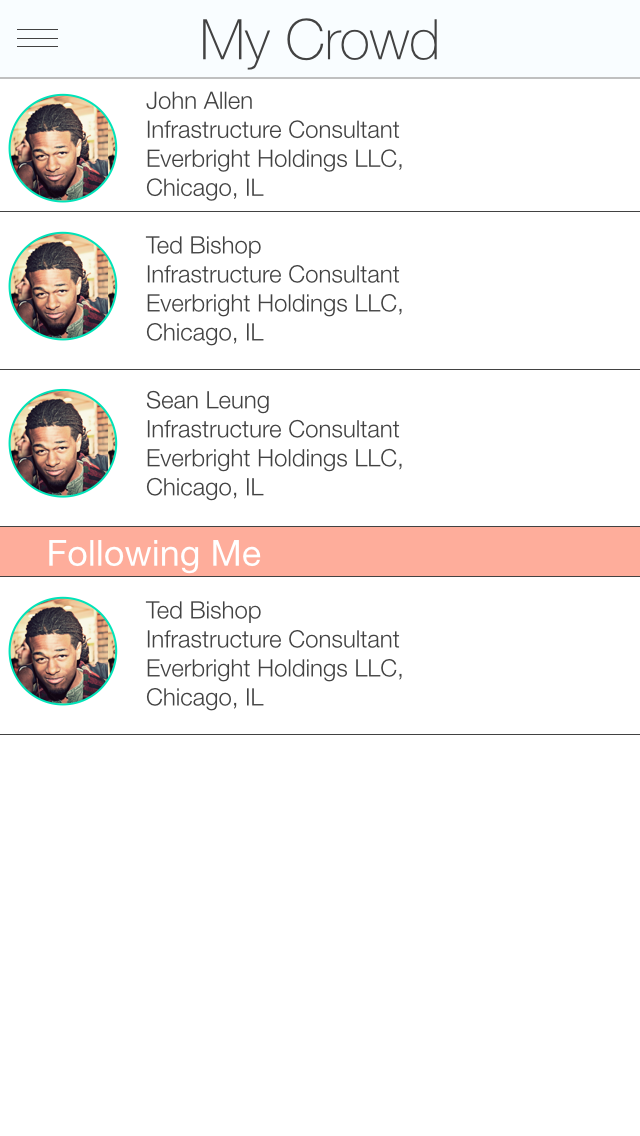 My Crowd
John Allen
Infrastructure Consultant
Everbright Holdings LLC,
Chicago, IL
Ted Bishop
Infrastructure Consultant
Everbright Holdings LLC,
Chicago, IL
Sean Leung
Infrastructure Consultant
Everbright Holdings LLC,
Chicago, IL
Following Me
Ted Bishop
Infrastructure Consultant
Everbright Holdings LLC,
Chicago, IL